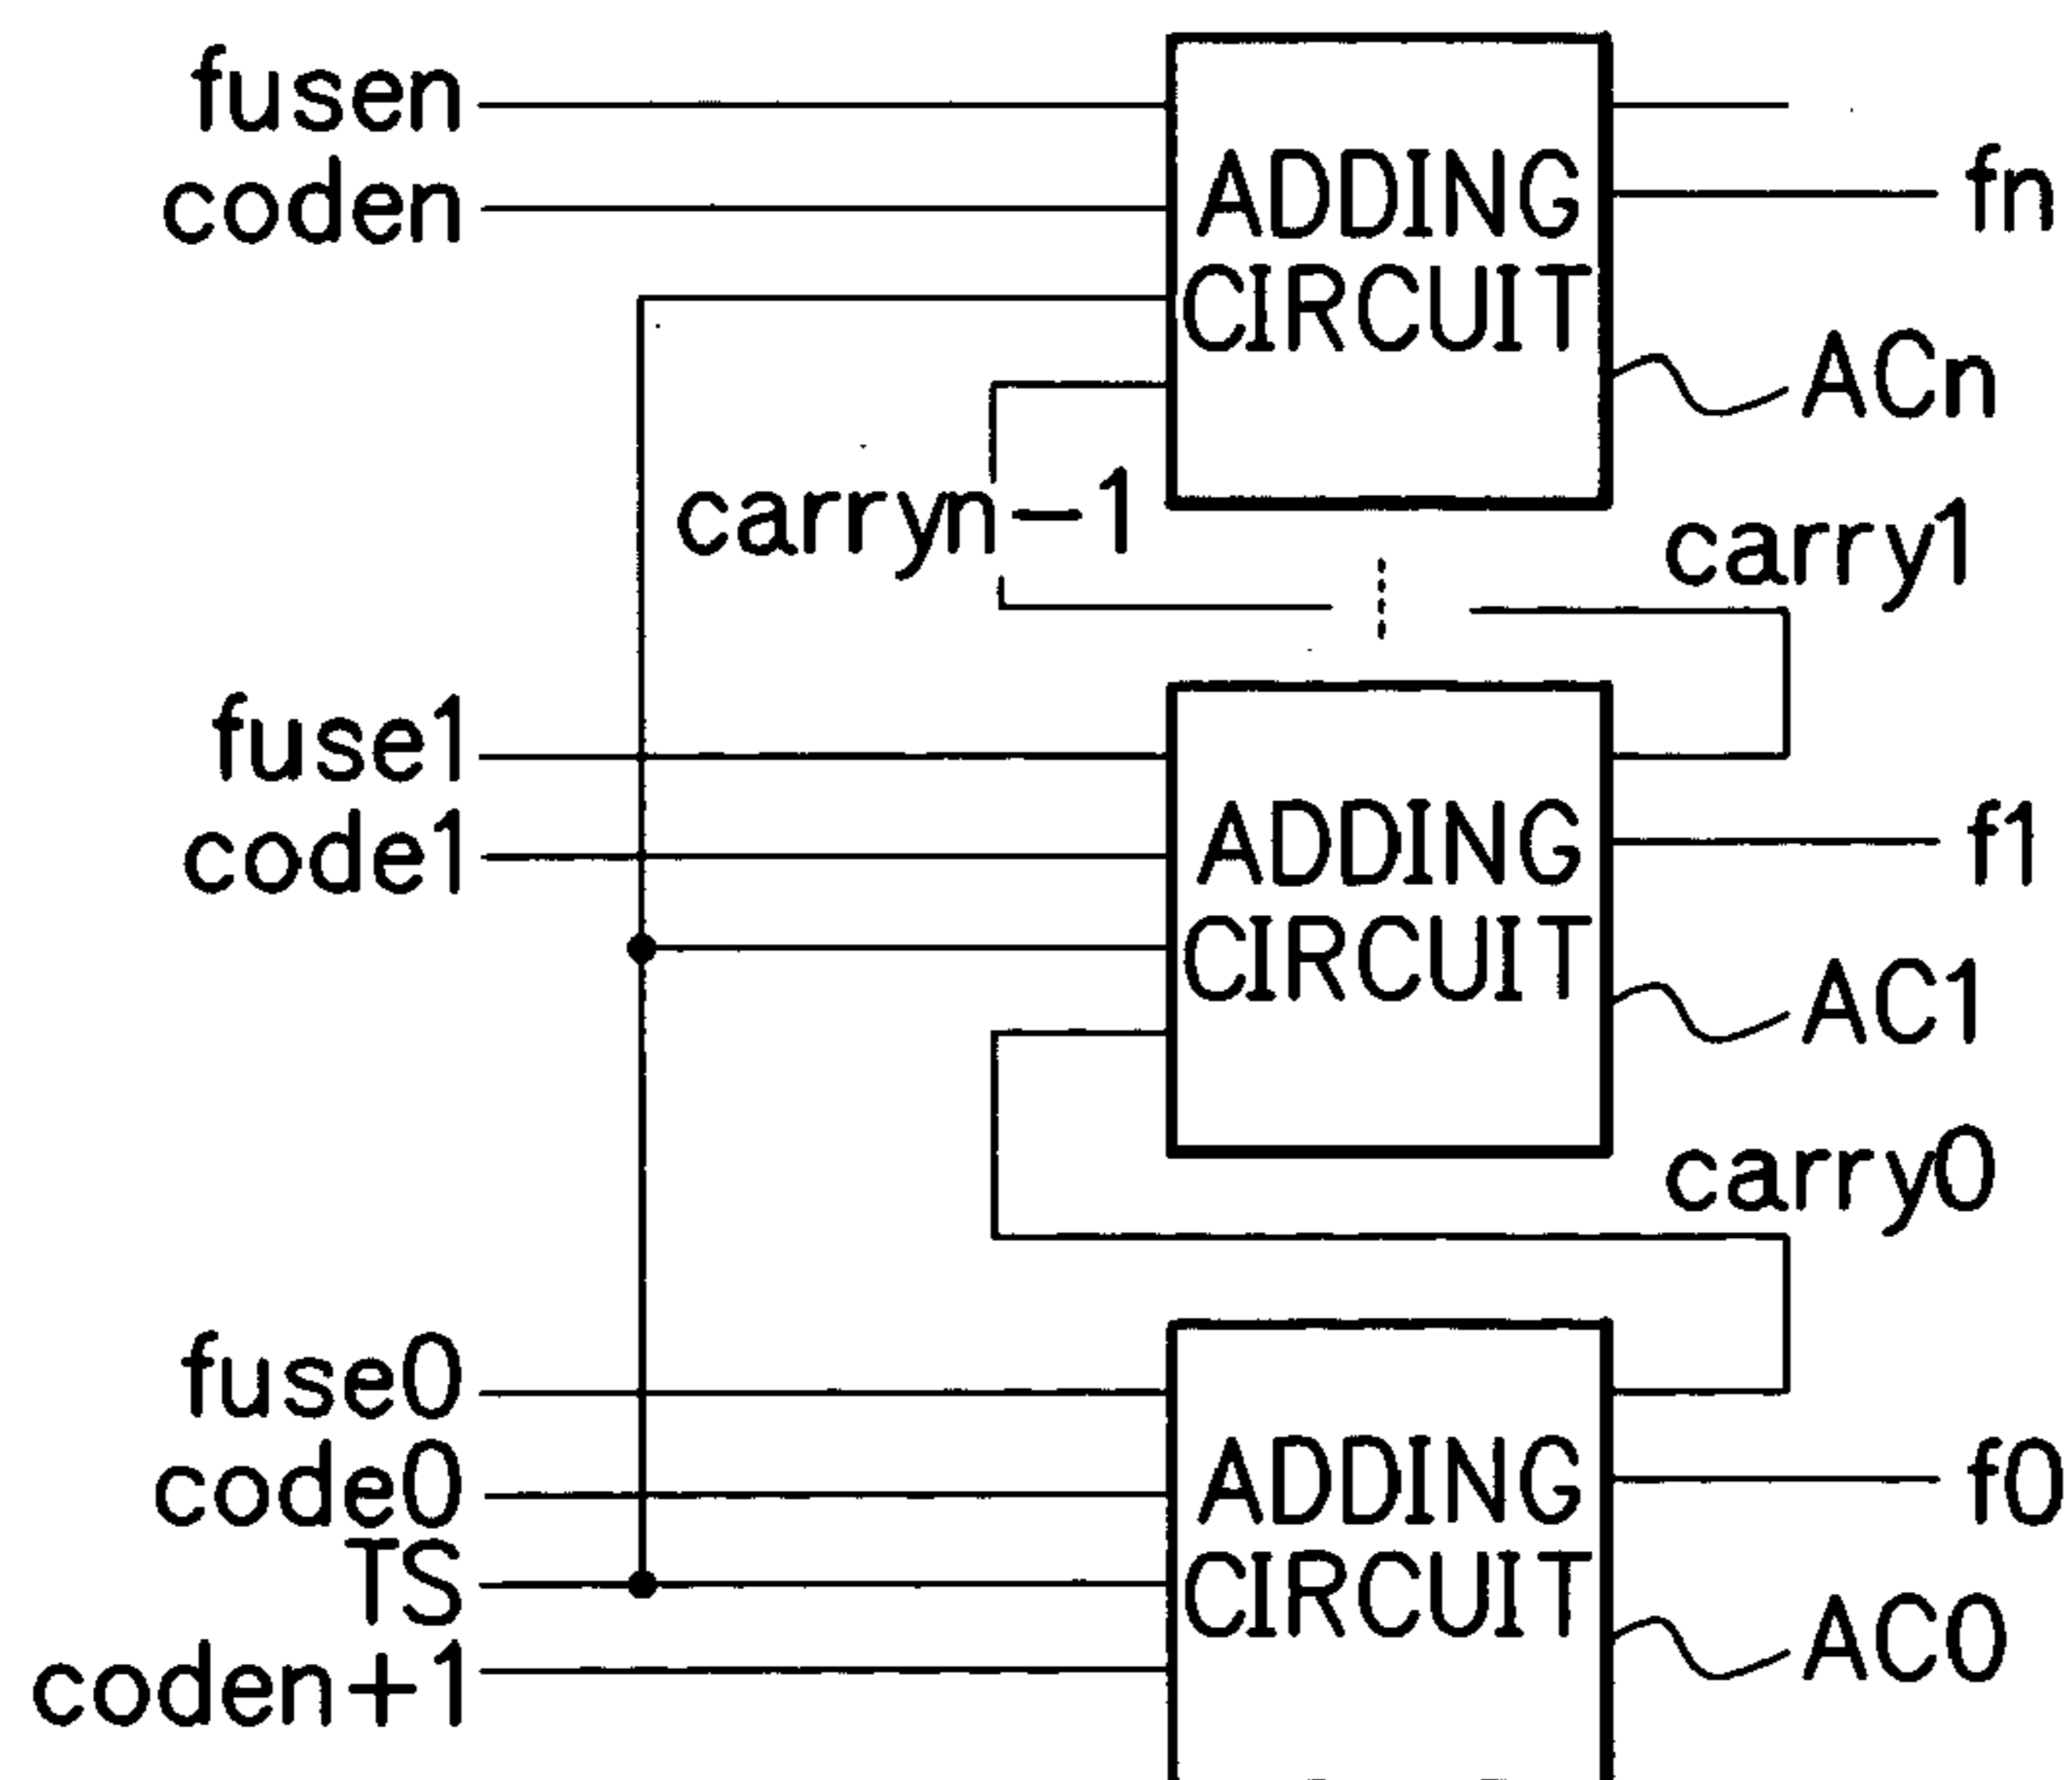 fusen
coden
ADDING
CIRCUIT
fn
ACn
carryn-1
carry1
fuse1
code1
ADDING
CIRCUIT
f1
AC1
carry0
fuse0
code0
TS
coden+1
ADDING
CIRCUIT
f0
AC0